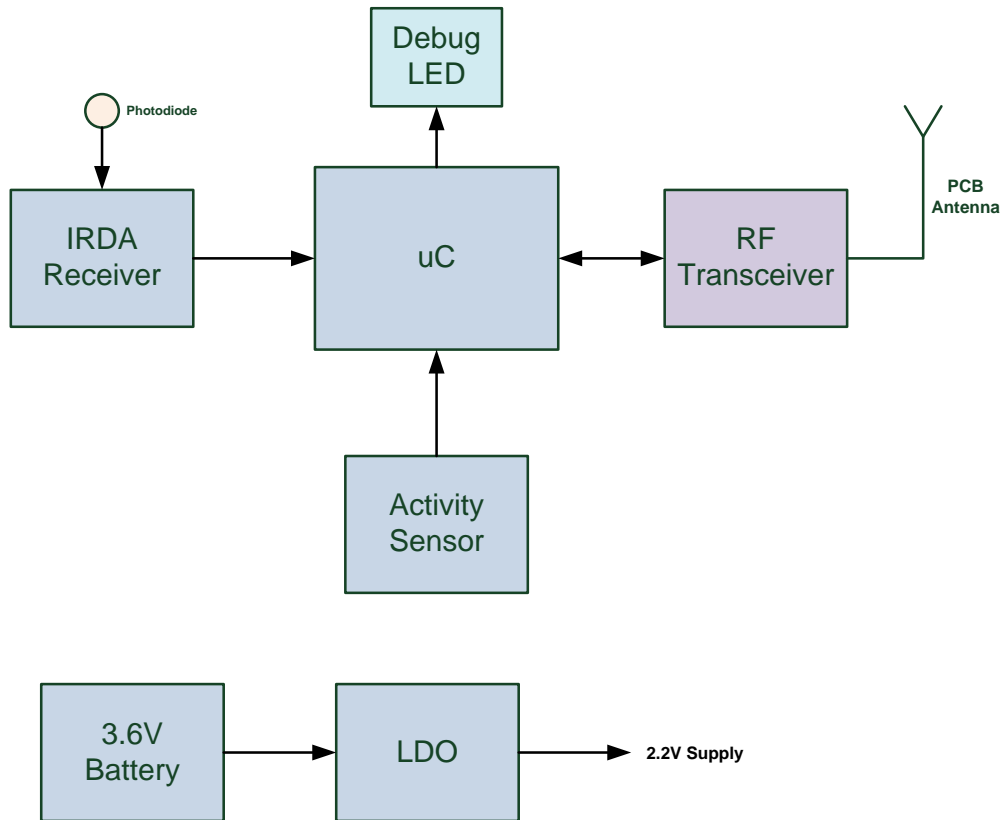 Debug
LED
Photodiode
IRDA
Receiver
uC
RF
Transceiver
PCB
Antenna
Activity
Sensor
3.6V
Battery
LDO
2.2V Supply